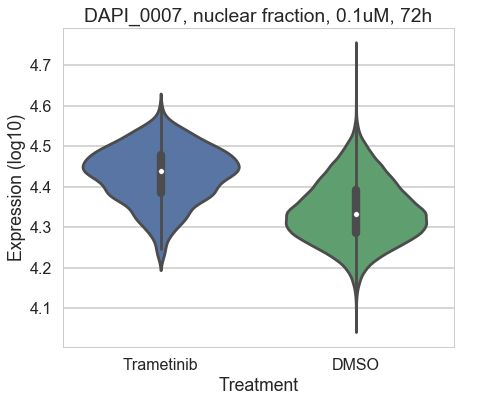 DAPI_0007, nuclear fraction, 0.1uM, 72h
Expression (log10)
4.7
4.6
4.5
4.4
4.3
4.2
4.1
Trametinib DMSO
Treatment